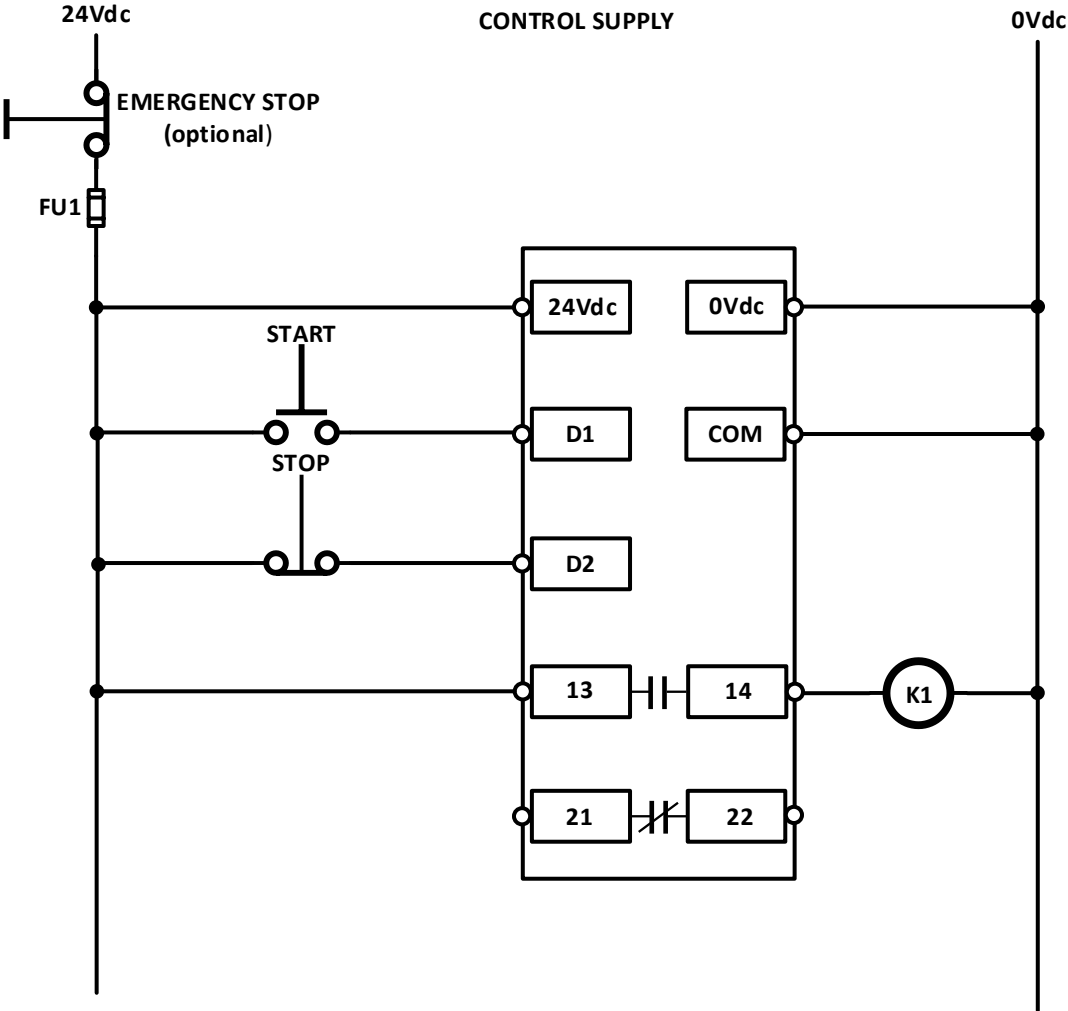 24Vdc
CONTROL SUPPLY
0Vdc
EMERGENCY STOP
(optional)
FU1
24Vdc
0Vdc
START
D1
COM
STOP
D2
13
14
K1
21
22